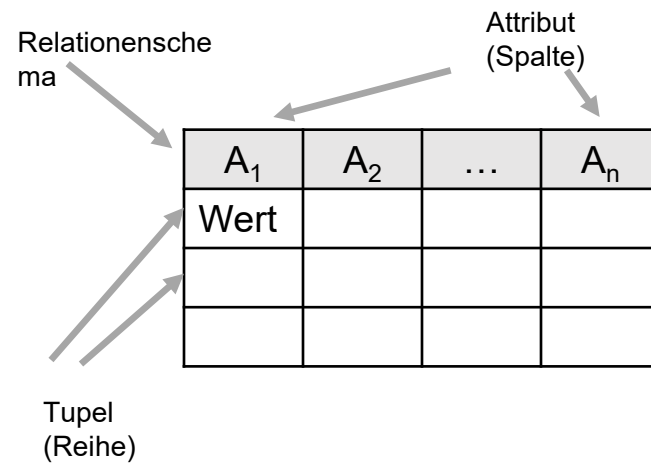 Relationensche
ma
Attribut
(Spalte)
A₁ A₂ … Aₙ
Wert
Tupel
(Reihe)